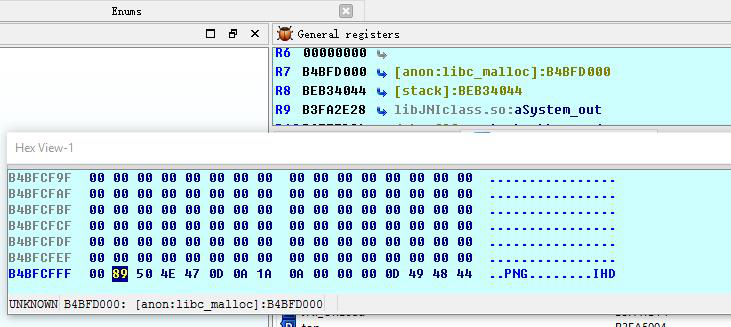 Enums
General registers
R6 00000000
R7 B4BFD000 [anon:libc_malloc]:B4BFD000
R8 BEB34044 [stack]:BEB34044
R9 B3FA2E28 libJNIclass.so:aSystem_out
Hex View-1
B4BFCF9F 00 00 00 00 00 00 00 00 00 00 00 00 00 00 00 00 ................
B4BFCFAF 00 00 00 00 00 00 00 00 00 00 00 00 00 00 00 00 ................
B4BFCFBF 00 00 00 00 00 00 00 00 00 00 00 00 00 00 00 00 ................
B4BFCFCF 00 00 00 00 00 00 00 00 00 00 00 00 00 00 00 00 ................
B4BFCFDF 00 00 00 00 00 00 00 00 00 00 00 00 00 00 00 00 ................
B4BFCFEF 00 00 00 00 00 00 00 00 00 00 00 00 00 00 00 00 ................
B4BFCFFF 00 89 50 4E 47 0D 0A 1A 0A 00 00 00 0D 49 48 44 ..PNG........IHD
UNKNOWN B4BFD000: [anon:libc_malloc]:B4BFD000